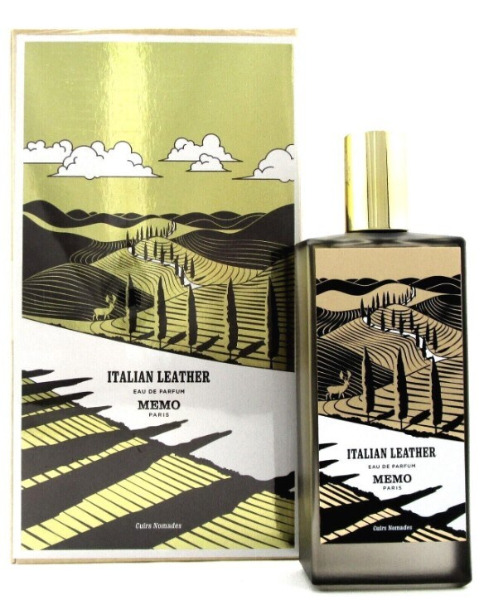 ITALIAN LEATHER
EAU DE PARFUM
MEMO
PARIS
Cuirs Nomades
ITALIAN LEATHER
EAU DE PARFUM
MEMO
PARIS
Cuirs Nomades